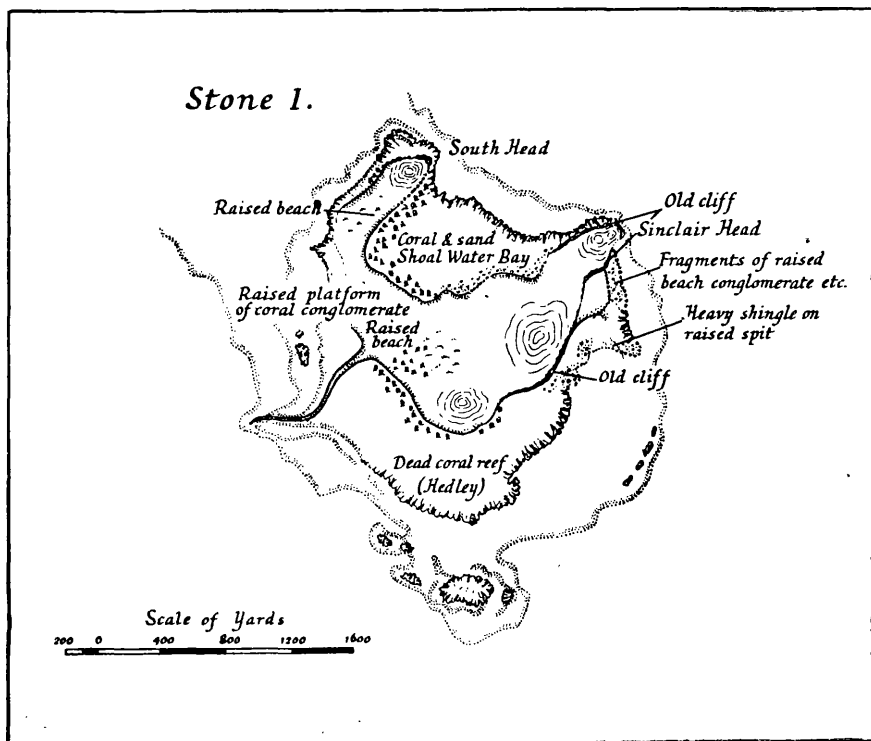 Stone I.
South Head
Old cliff
Sinclair Head
Raised beach
Coral & sand
Shoal Water Bay
Fragments of raised
beach conglomerate etc.
Raised platform
of coral conglomerate
Raised
beach
Heavy shingle on
raised spit
Old cliff
Dead coral reef
(Hedley)
Scale of Yards
200 0 400 800 1200 1600